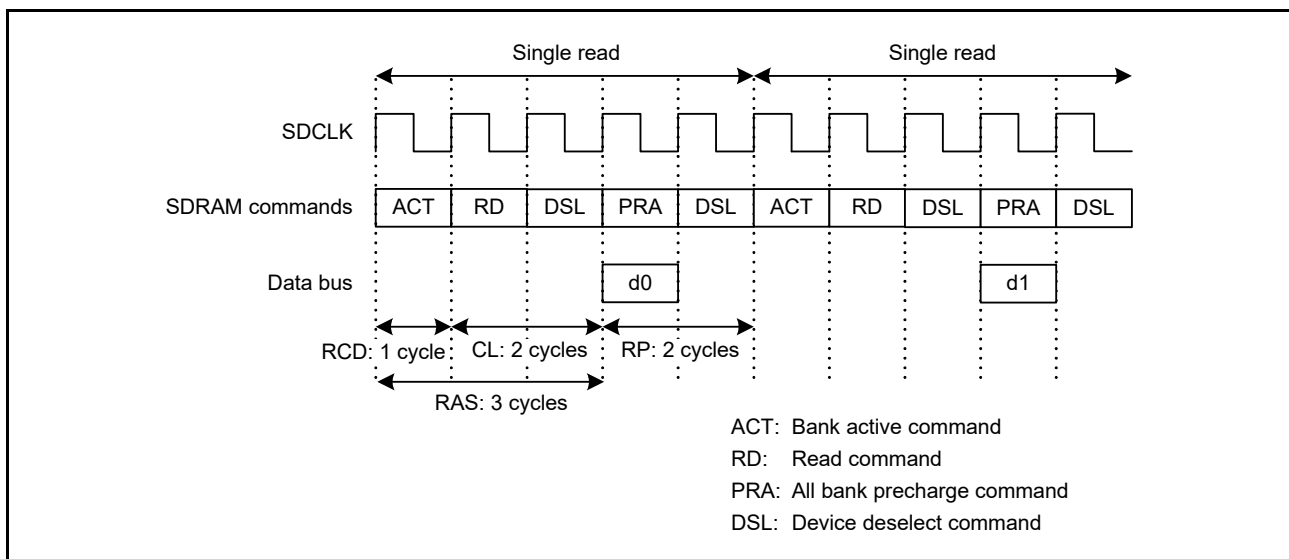 Single read Single read
SDCLK
SDRAM commands ACT RD DSL PRA DSL ACT RD DSL PRA DSL
Data bus d0 d1
RCD: 1 cycle CL: 2 cycles RP: 2 cycles
RAS: 3 cycles
ACT: Bank active command
RD: Read command
PRA: All bank precharge command
DSL: Device deselect command